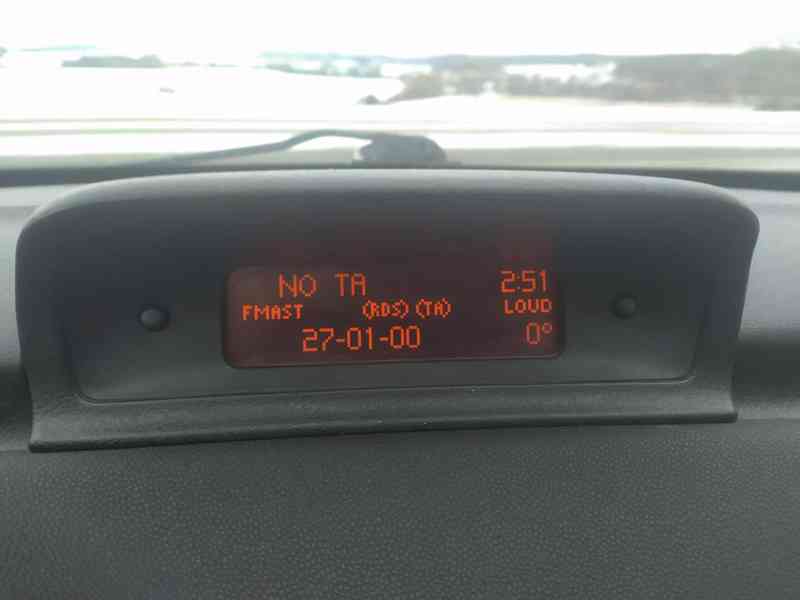 NO TA 2:51
FMAST (RDS) (TA) LOUD
27-01-00 0°